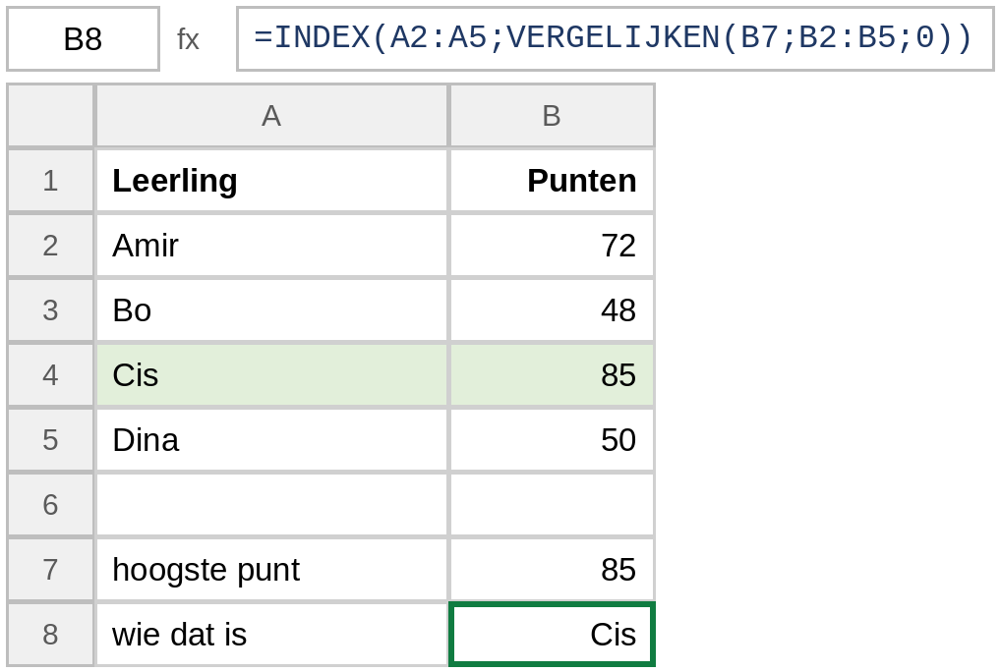 B8 fx =INDEX(A2:A5;VERGELIJKEN(B7;B2:B5;0))
A B
1 Leerling Punten
2 Amir 72
3 Bo 48
4 Cis 85
5 Dina 50
6
7 hoogste punt 85
8 wie dat is Cis